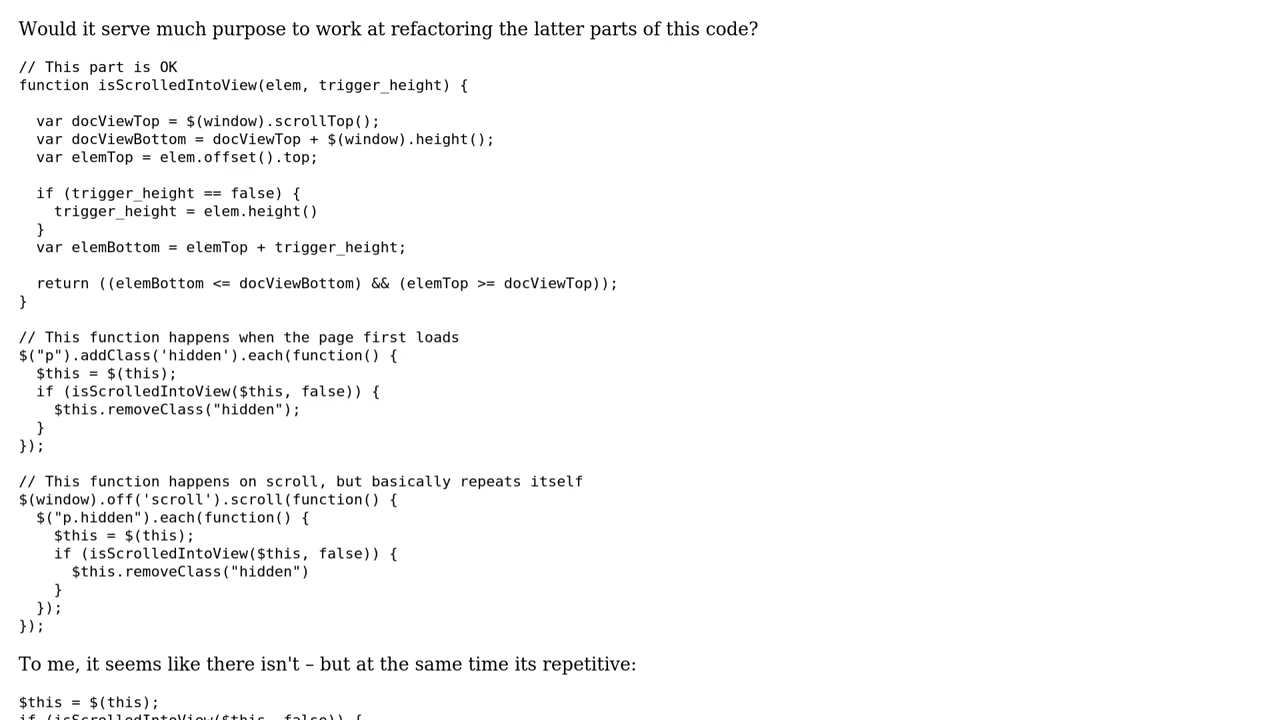 Would it serve much purpose to work at refactoring the latter parts of this code?
// This part is OK
function isScrolledIntoView(elem, trigger_height) {
  var docViewTop = $(window).scrollTop();
  var docViewBottom = docViewTop + $(window).height();
  var elemTop = elem.offset().top;
  if (trigger_height == false) {
    trigger_height = elem.height()
  }
  var elemBottom = elemTop + trigger_height;
  return ((elemBottom <= docViewBottom) && (elemTop >= docViewTop));
}
// This function happens when the page first loads
$("p").addClass('hidden').each(function() {
  $this = $(this);
  if (isScrolledIntoView($this, false)) {
    $this.removeClass("hidden");
  }
});
// This function happens on scroll, but basically repeats itself
$(window).off('scroll').scroll(function() {
  $("p.hidden").each(function() {
    $this = $(this);
    if (isScrolledIntoView($this, false)) {
      $this.removeClass("hidden")
    }
  });
});
To me, it seems like there isn't – but at the same time its repetitive:
$this = $(this);
if (isScrolledIntoView($this, false)) {